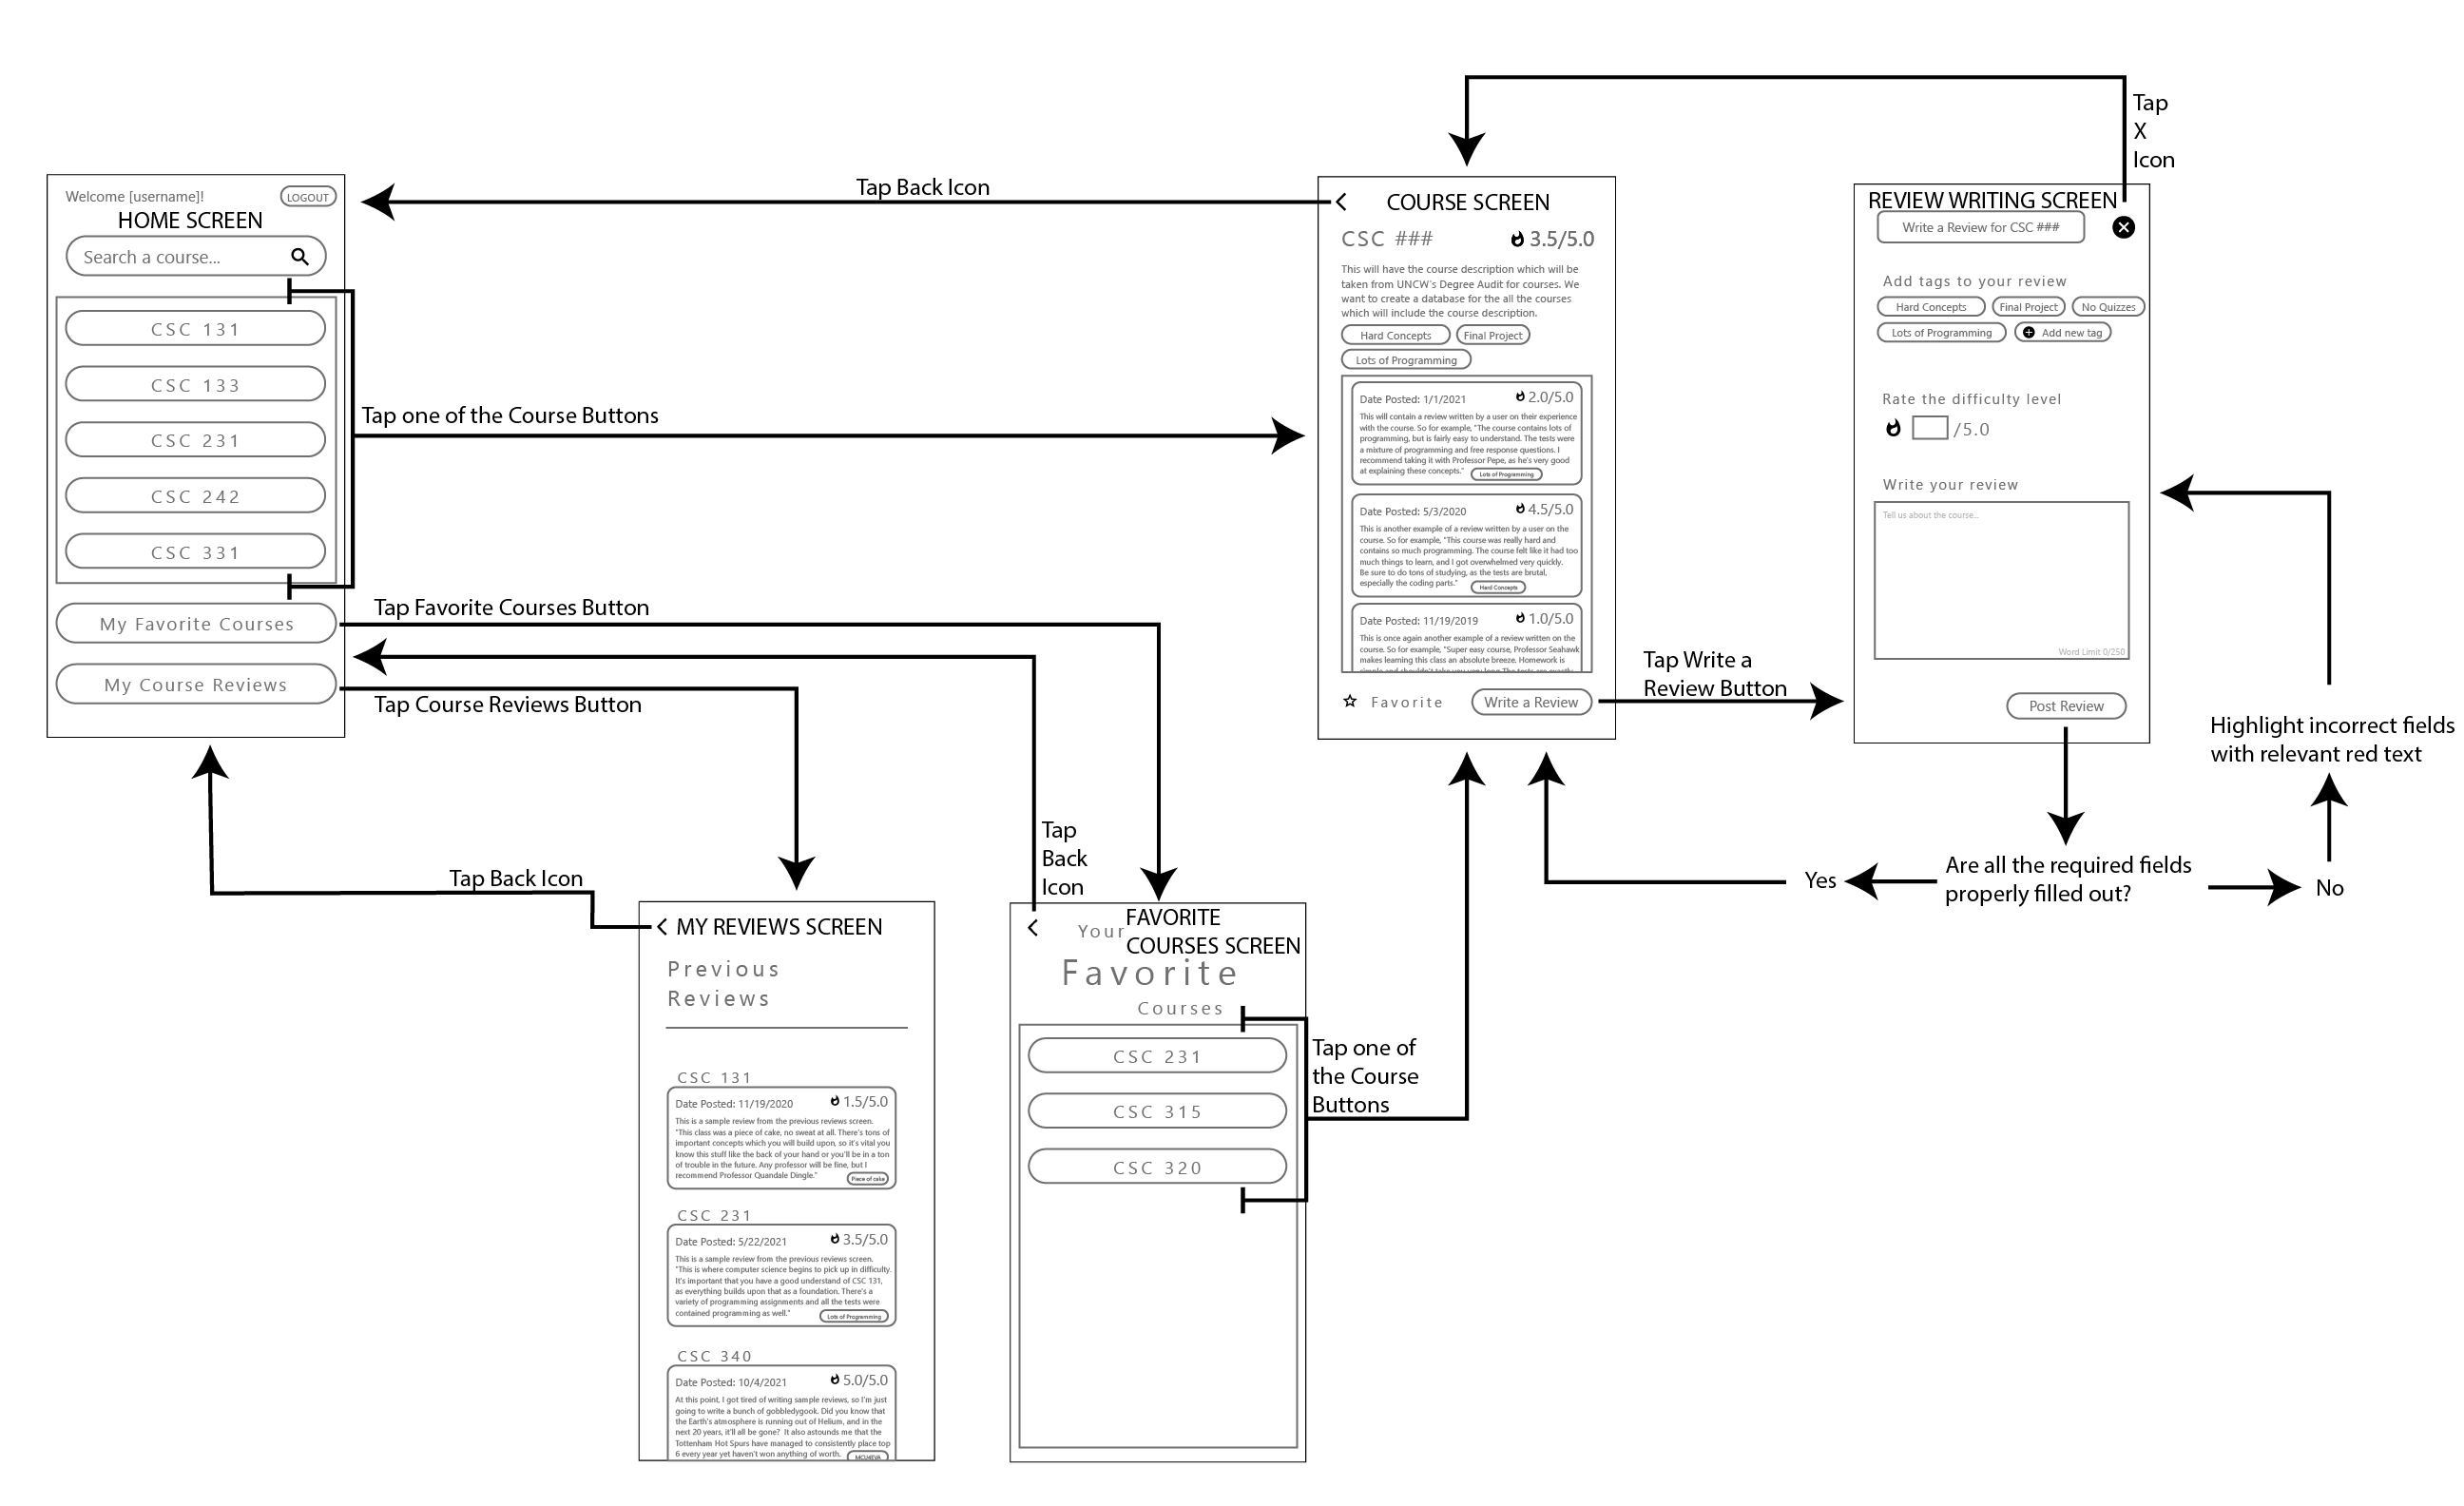 Tap
X
Icon
Tap Back Icon
Welcome [username]!
LOGOUT
HOME SCREEN
Search a course...
CSC 131
CSC 133
CSC 231
CSC 242
CSC 331
My Favorite Courses
My Course Reviews
Tap one of the Course Buttons
Tap Favorite Courses Button
Tap Course Reviews Button
COURSE SCREEN
CSC ###
3.5/5.0
This will have the course description which will be
taken from UNCW's Degree Audit for courses. We
want to create a database for the all the courses
which will include the course description.
Hard Concepts
Final Project
Lots of Programming
Date Posted: 1/1/2021
2.0/5.0
This will contain a review written by a user on their experience
with the course. So for example, "The course contains lots of
programming, but is fairly easy to understand. The tests were
a mixture of programming and free response questions. I
recommend taking it with Professor Pepe, as he's very good
at explaining these concepts."
Lots of Programming
Date Posted: 5/3/2020
4.5/5.0
This is another example of a review written by a user on the
course. So for example, "This course was really hard and
contains so much programming. The course felt like it had too
much things to learn, and I got overwhelmed very quickly.
Be sure to do tons of studying, as the tests are brutal,
especially the coding parts."
Hard Concepts
Date Posted: 11/19/2019
1.0/5.0
This is once again another example of a review written on the
course. So for example, "Super easy course, Professor Seahawk
makes learning this class an absolute breeze. Homework is
Favorite
Write a Review
Tap Write a
Review Button
REVIEW WRITING SCREEN
Write a Review for CSC ###
Add tags to your review
Hard Concepts
Final Project
No Quizzes
Lots of Programming
Add new tag
Rate the difficulty level
/5.0
Write your review
Tell us about the course...
Word Limit 0/250
Post Review
Highlight incorrect fields
with relevant red text
Are all the required fields
properly filled out?
Yes
No
Tap Back Icon
MY REVIEWS SCREEN
Previous
Reviews
CSC 131
Date Posted: 11/19/2020
1.5/5.0
This is a sample review from the previous reviews screen.
"This class was a piece of cake, no sweat at all. There's tons of
important concepts which you will build upon, so it's vital you
know this stuff like the back of your hand or you'll be in a ton
of trouble in the future. Any professor will be fine, but I
recommend Professor Quandale Dingle."
Piece of cake
CSC 231
Date Posted: 5/22/2021
3.5/5.0
This is a sample review from the previous reviews screen.
"This is where computer science begins to pick up in difficulty.
It's important that you have a good understand of CSC 131,
as everything builds upon that as a foundation. There's a
variety of programming assignments and all the tests were
contained programming as well."
Lots of Programming
CSC 340
Date Posted: 10/4/2021
5.0/5.0
At this point, I got tired of writing sample reviews, so I'm just
going to write a bunch of gobbledygook. Did you know that
the Earth's atmosphere is running out of Helium, and in the
next 20 years, it'll all be gone? It also astounds me that the
Tottenham Hot Spurs have managed to consistently place top
6 every year yet haven't won anything of worth.
Tap
Back
Icon
FAVORITE
COURSES SCREEN
Your
Favorite
Courses
CSC 231
CSC 315
CSC 320
Tap one of
the Course
Buttons